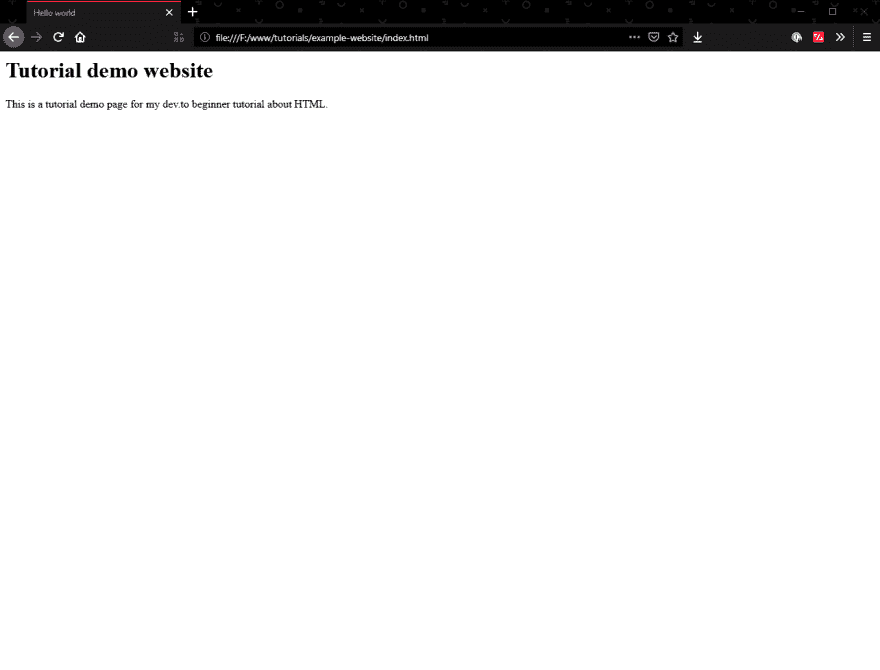 Hello world
file:///F:/www/tutorials/example-website/index.html
Tutorial demo website
This is a tutorial demo page for my dev.to beginner tutorial about HTML.